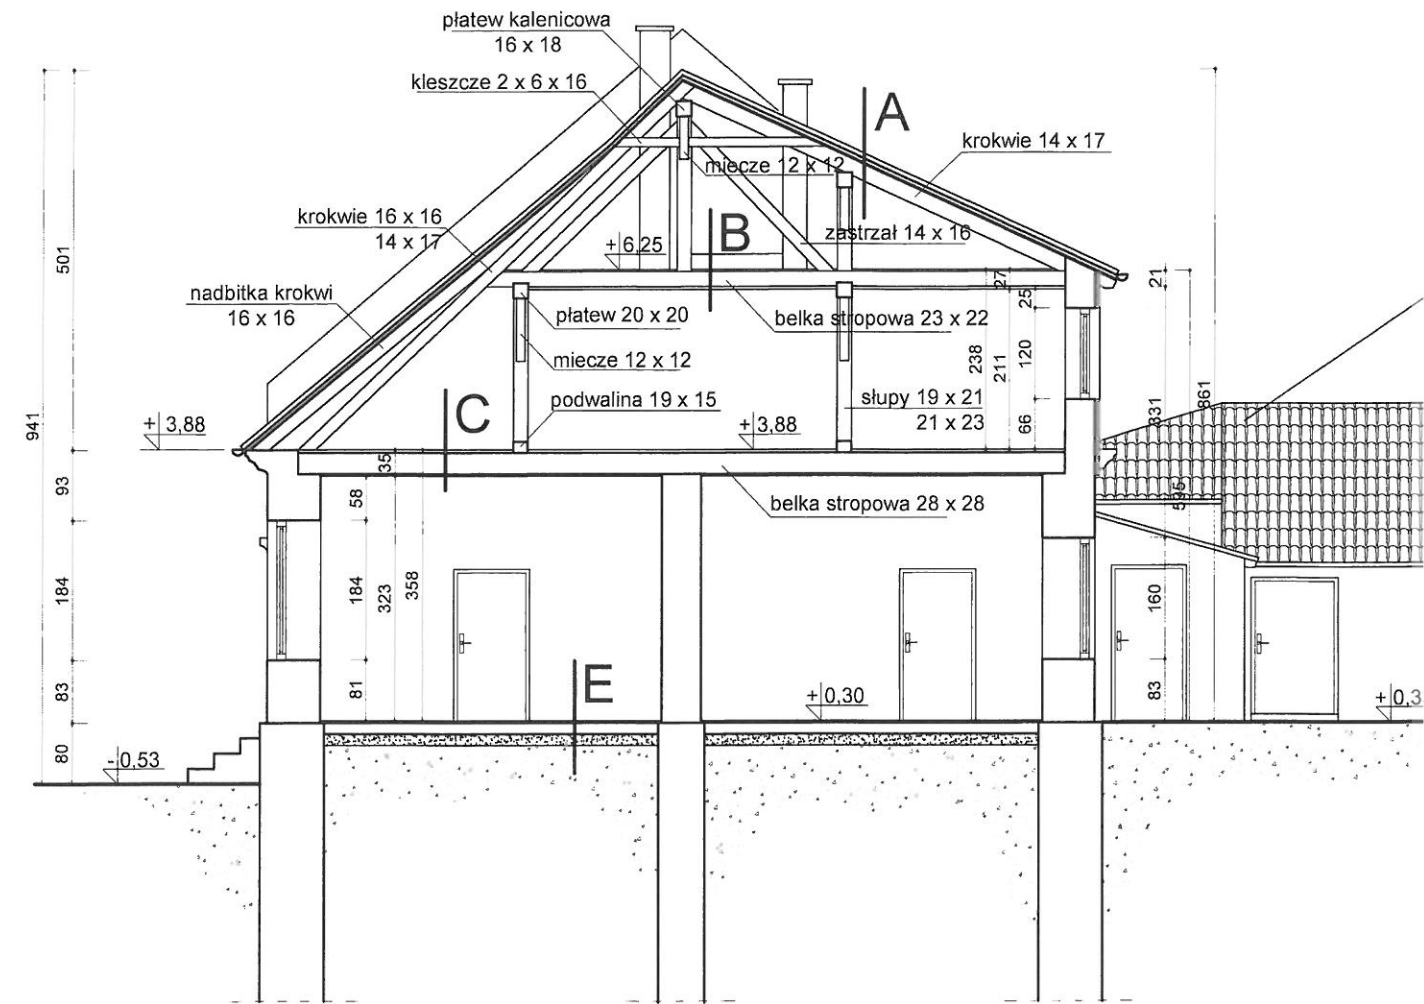 płatew kalenicowa
16 x 18
kleszcze 2 x 6 x 16
A
krokwie 14 x 17
miecze 12 x 12
krokwie 16 x 16
14 x 17
B
zastrzał 14 x 16
+6,25
501
27
21
nadbitka krokwi
16 x 16
25
płatew 20 x 20
belka stropowa 23 x 22
miecze 12 x 12
238
211
120
podwalina 19 x 15
słupy 19 x 21
21 x 23
861
331
941
+3,88
C
+3,88
66
35
93
58
belka stropowa 28 x 28
595
184
184
323
358
160
83
81
E
+0,30
83
+0,3
80
-0,53